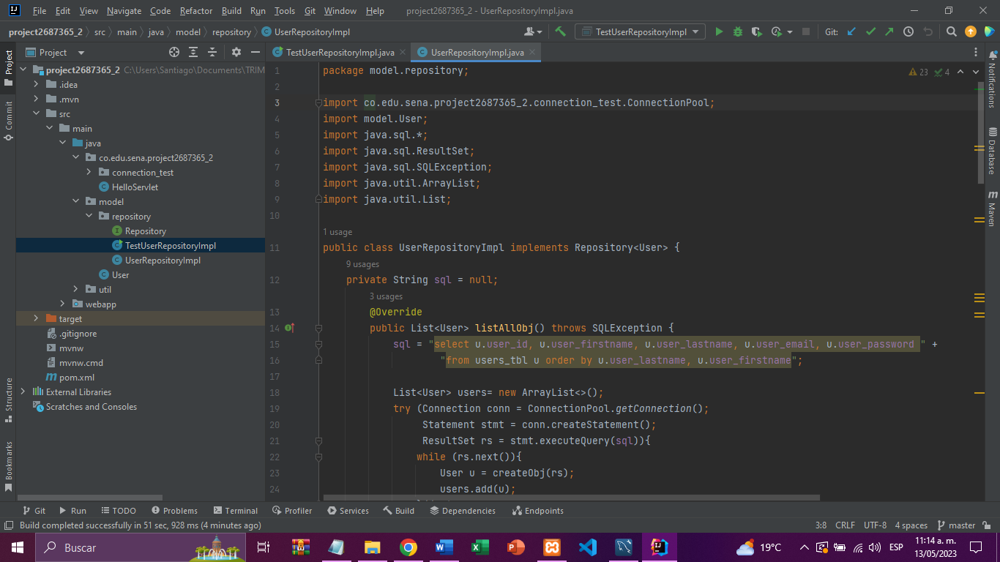 File Edit View Navigate Code Refactor Build Run Tools Git Window Help project2687365_2 - UserRepositoryImpl.java
project2687365_2 src main java model repository UserRepositoryImpl TestUserRepositoryImpl Git:
Project TestUserRepositoryImpl.java UserRepositoryImpl.java
project2687365_2 C:\Users\Santiago\Documents\TRIM
.idea
.mvn
src
main
java
co.edu.sena.project2687365_2
connection_test
HelloServlet
model
repository
Repository
TestUserRepositoryImpl
UserRepositoryImpl
User
util
webapp
target
.gitignore
mvnw
mvnw.cmd
pom.xml
External Libraries
Scratches and Consoles
Project
Commit
Structure
Bookmarks
23 4
1 package model.repository;
2
3 import co.edu.sena.project2687365_2.connection_test.ConnectionPool;
4 import model.User;
5 import java.sql.*;
6 import java.sql.ResultSet;
7 import java.sql.SQLException;
8 import java.util.ArrayList;
9 import java.util.List;
10
1 usage
11 public class UserRepositoryImpl implements Repository<User> {
9 usages
12 private String sql = null;
3 usages
13 @Override
14 public List<User> listAllObj() throws SQLException {
15 sql = "select u.user_id, u.user_firstname, u.user_lastname, u.user_email, u.user_password " +
16 "from users_tbl u order by u.user_lastname, u.user_firstname";
17
18 List<User> users= new ArrayList<>();
19 try (Connection conn = ConnectionPool.getConnection();
20 Statement stmt = conn.createStatement();
21 ResultSet rs = stmt.executeQuery(sql)){
22 while (rs.next()){
23 User u = createObj(rs);
24 users.add(u);
Notifications
Database
Maven
Git Run TODO Problems Terminal Profiler Services Build Dependencies Endpoints
Build completed successfully in 51 sec, 928 ms (4 minutes ago) 3:8 CRLF UTF-8 4 spaces master
Buscar 19°C ESP 11:14 a. m.
13/05/2023